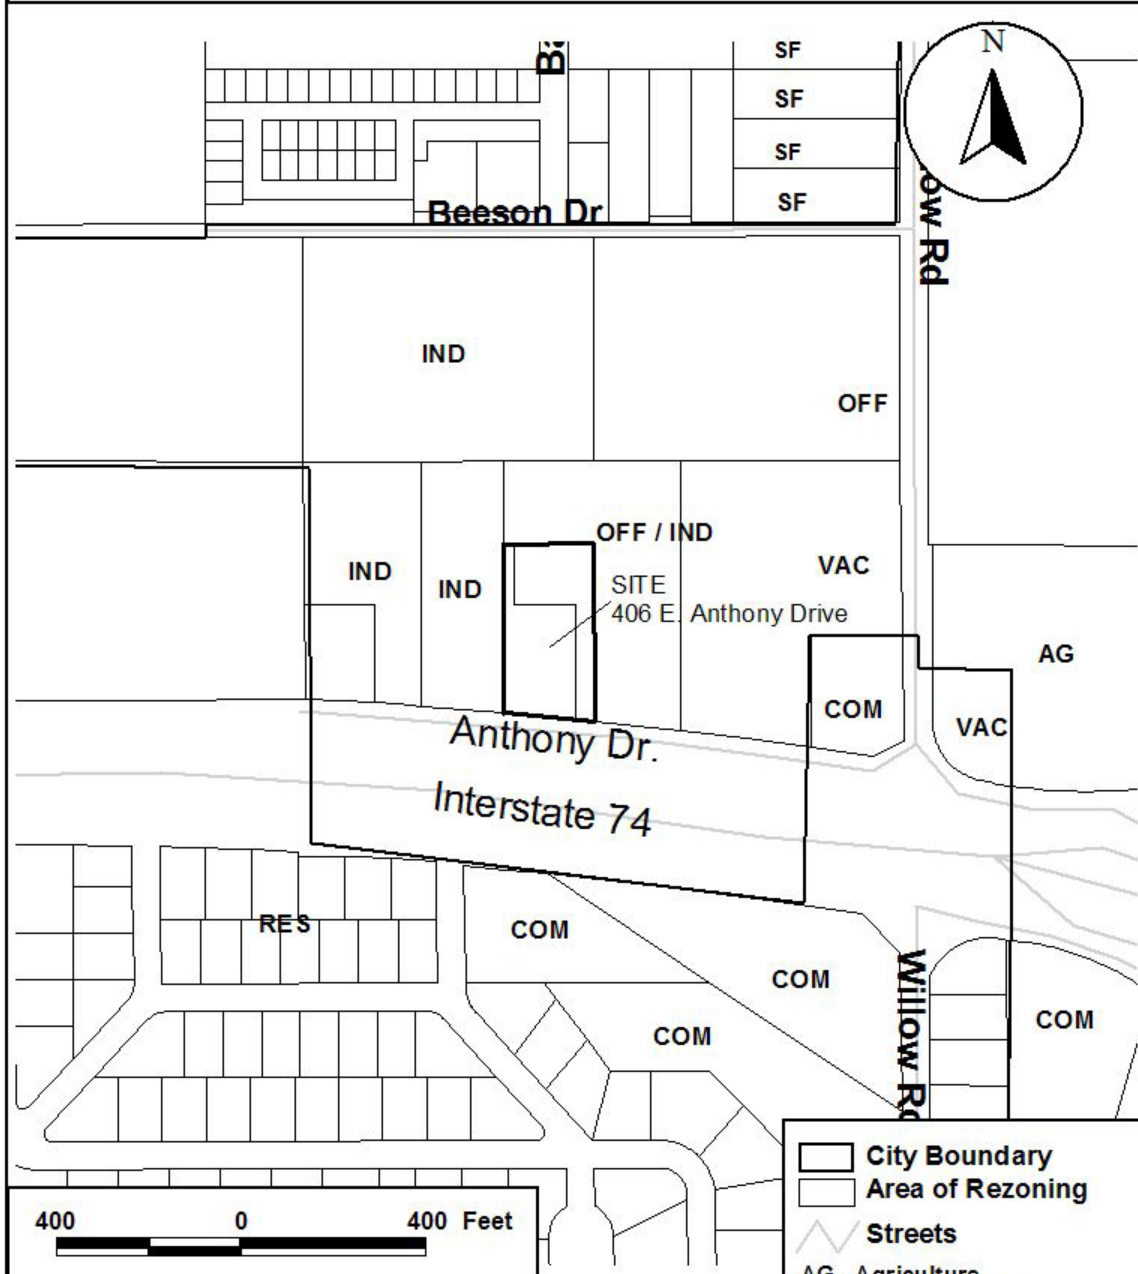 N
SF
SF
SF
SF
Beeson Dr
Rd
IND
OFF
OFF / IND
IND
IND
VAC
SITE
406 E. Anthony Drive
AG
COM
VAC
Anthony Dr.
Interstate 74
RES
COM
COM
COM
COM
Willow Rd
City Boundary
Area of Rezoning
Streets
AG - Agriculture
400 0 400 Feet